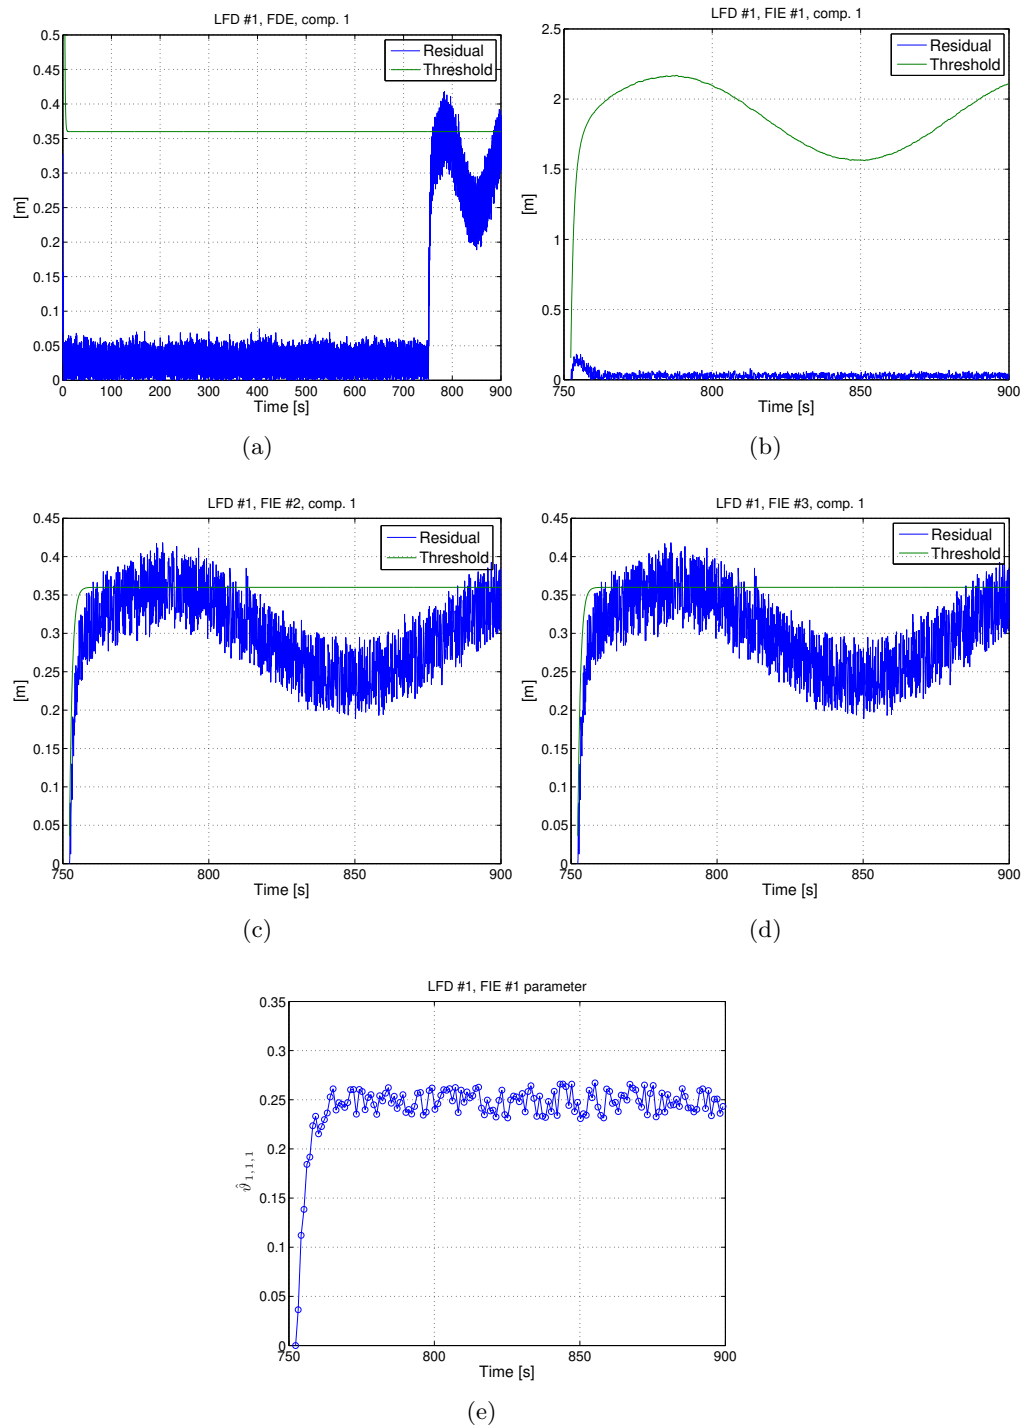 LFD #1, FDE, comp. 1
0.5
0.45
0.4
0.35
0.3
0.25
0.2
0.15
0.1
0.05
0
[m]
Residual
Threshold
0 100 200 300 400 500 600 700 800 900
Time [s]
(a)
LFD #1, FIE #1, comp. 1
2.5
2
1.5
2
0.5
0
[m]
Residual
Threshold
750 800 850 900
Time [s]
(b)
LFD #1, FIE #2, comp. 1
0.45
0.4
0.35
0.3
0.25
0.2
0.15
0.1
0.05
0
[m]
Residual
Threshold
750 800 850 900
Time [s]
(c)
LFD #1, FIE #3, comp. 1
0.45
0.4
0.35
0.3
0.25
0.2
0.15
0.1
0.05
0
[m]
Residual
Threshold
750 800 850 900
Time [s]
(d)
LFD #1, FIE #1 parameter
0.35
0.3
0.25
0.2
0.15
0.1
0.05
0
ϑ̂1,1,1
750 800 850 900
Time [s]
(e)